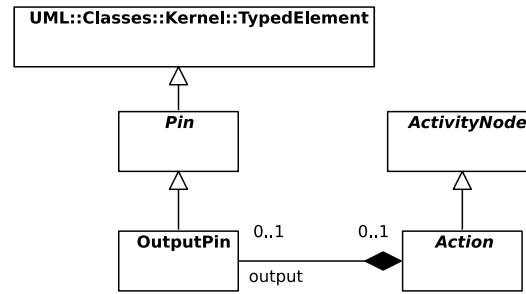 UML::Classes::Kernel::TypedElement
Pin
ActivityNode
OutputPin
0..1
0..1
Action
output